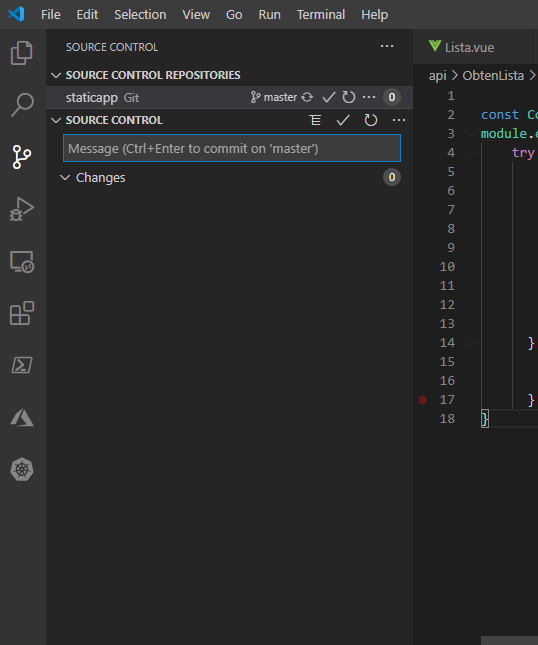 File Edit Selection View Go Run Terminal Help
SOURCE CONTROL
SOURCE CONTROL REPOSITORIES
staticapp Git master 0
SOURCE CONTROL
Message (Ctrl+Enter to commit on 'master')
Changes 0
Lista.vue
api > ObtenLista
1
2 const Co
3 module.e
4 try
5
6
7
8
9
10
11
12
13
14 }
15
16
17 }
18 }